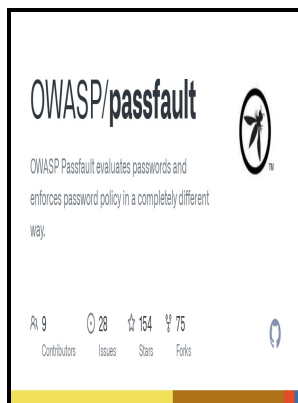 OWASP/passfault
TM
OWASP Passfault evaluates passwords and
enforces password policy in a completely different
way.
9 28 154 75
Contributors Issues Stars Forks